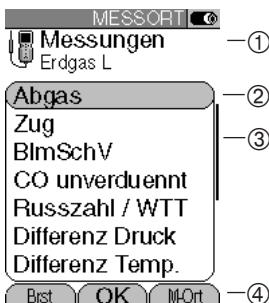 MESSORT
Messungen ①
Erdgas L
Abgas ②
Zug ③
BImSchV
CO unverduennt
Russzahl / WTT
Differenz Druck
Differenz Temp.
Brst OK M-Ort ④